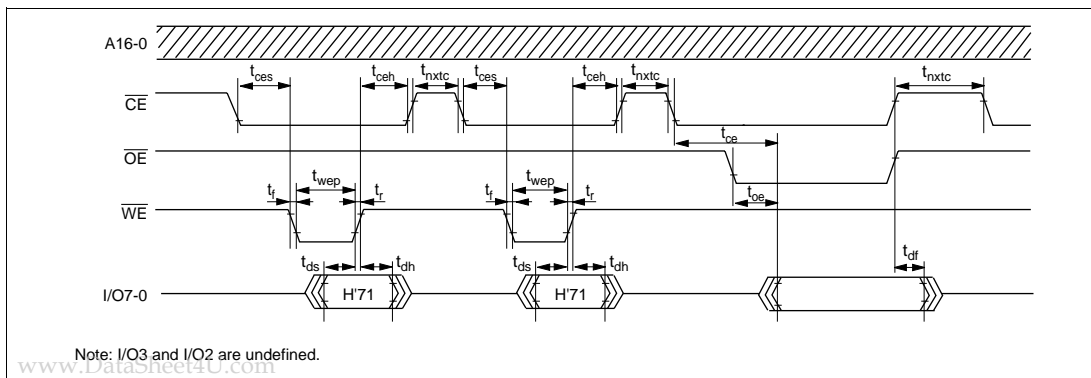 A16-0
tces tceh tnxtc tces tceh tnxtc tnxtc
CE
tce
OE
tf twep tr tf twep tr toe
WE
tds tdh tds tdh tdf
I/O7-0 H'71 H'71
Note: I/O3 and I/O2 are undefined.
www.DataSheet4U.com